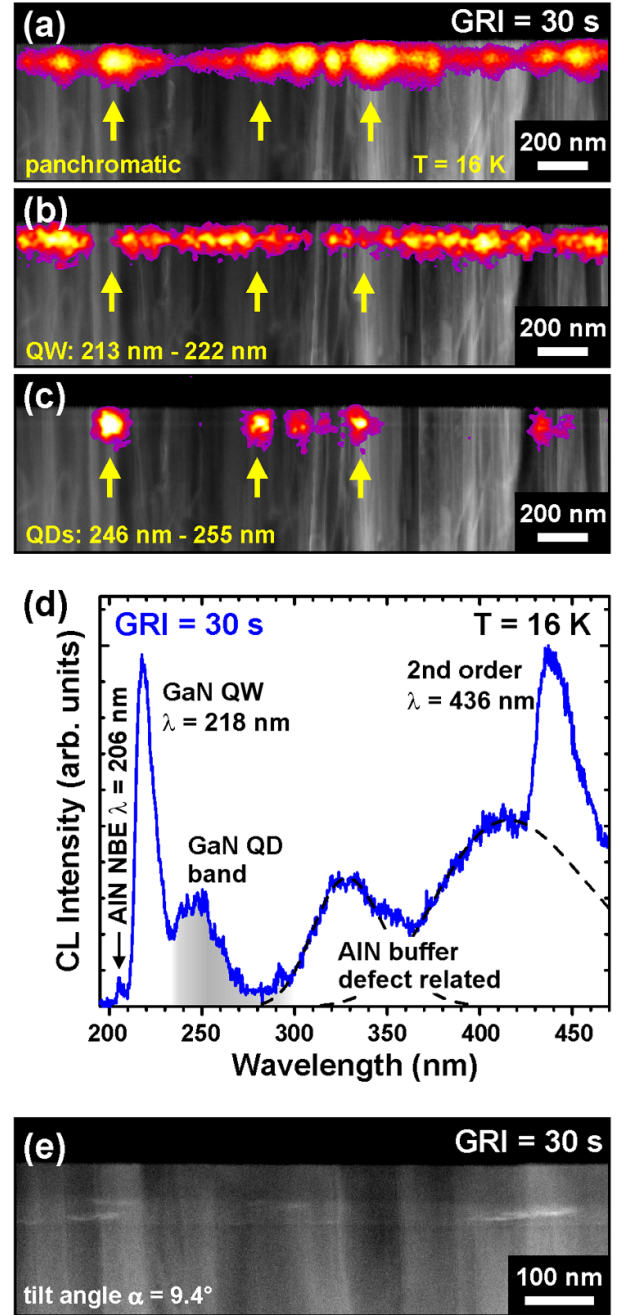 (a)
GRI = 30 s
panchromatic
T = 16 K
200 nm
(b)
QW: 213 nm - 222 nm
200 nm
(c)
QDs: 246 nm - 255 nm
200 nm
(d)
GRI = 30 s
T = 16 K
GaN QW
λ = 218 nm
2nd order
λ = 436 nm
AlN NBE λ = 206 nm
GaN QD
band
AlN buffer
defect related
CL Intensity (arb. units)
200 250 300 350 400 450
Wavelength (nm)
(e)
GRI = 30 s
tilt angle α = 9.4°
100 nm